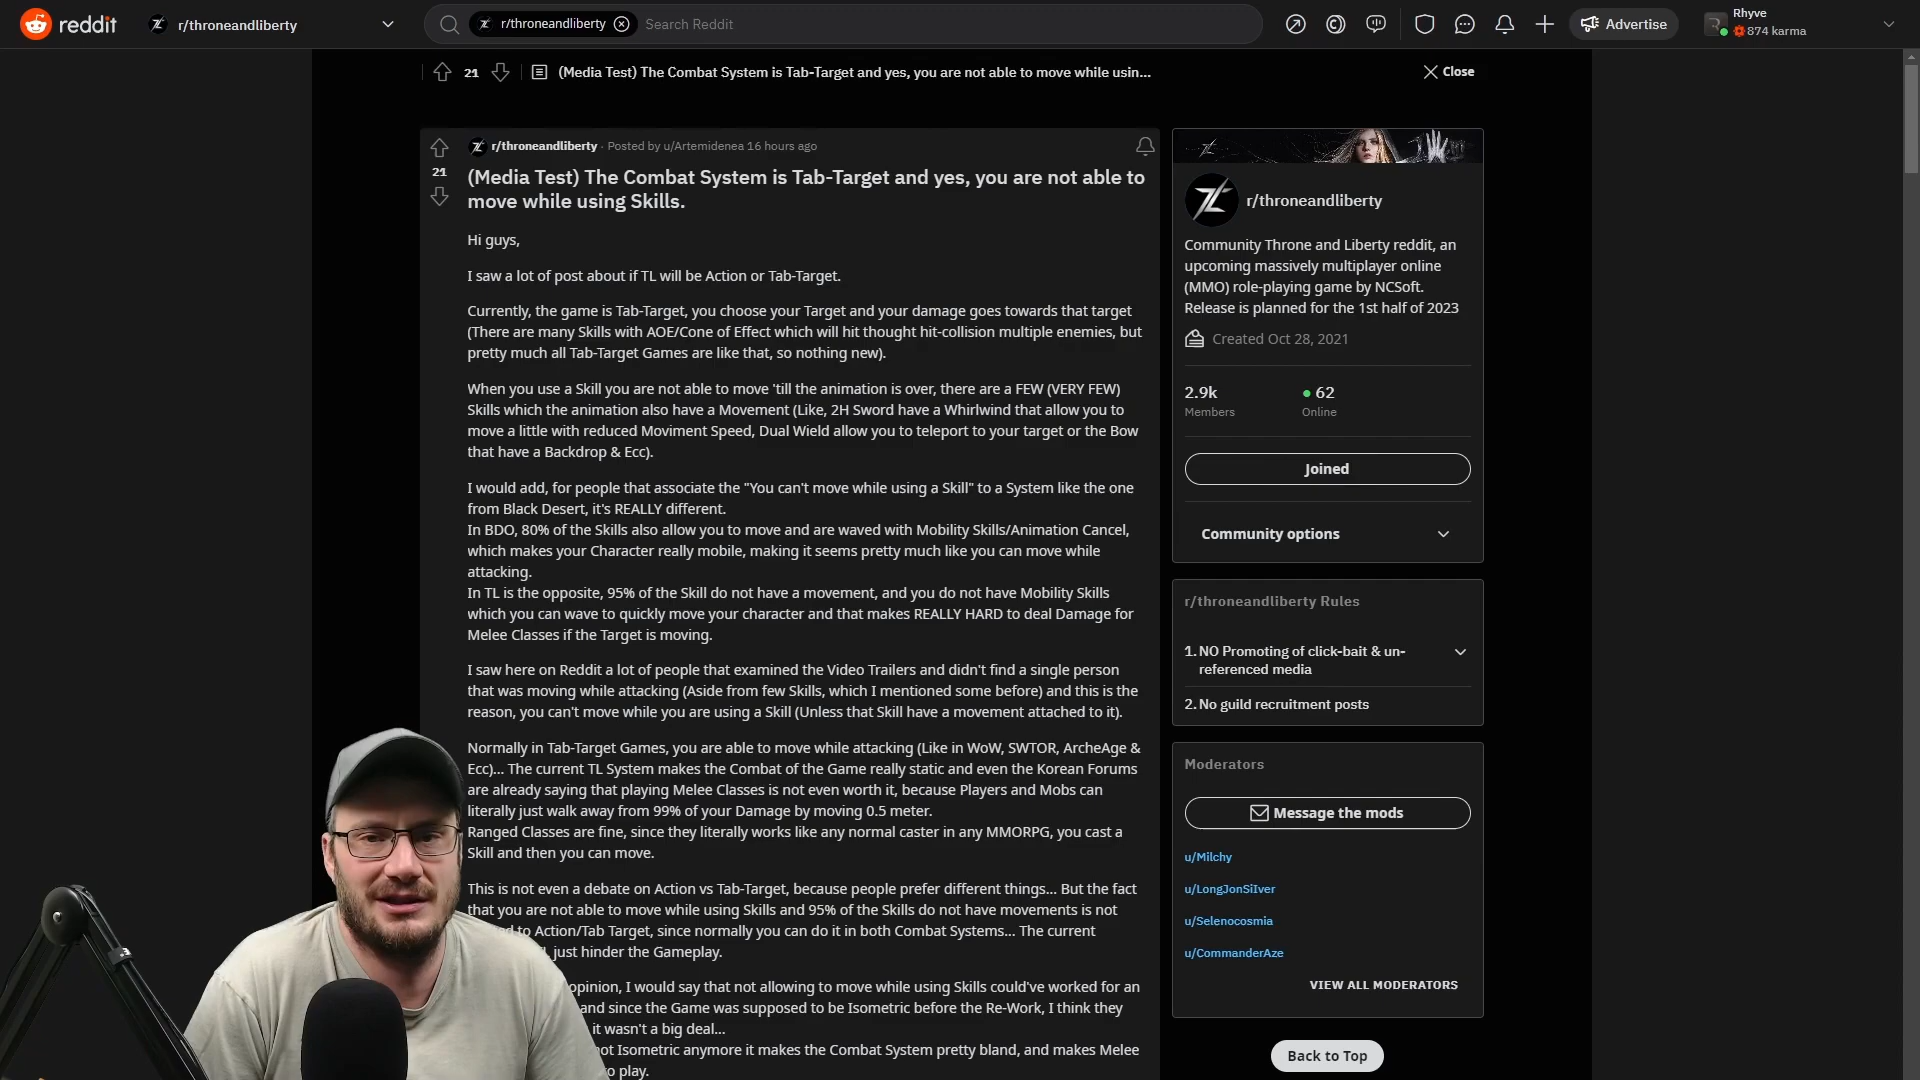 reddit
r/throneandliberty
r/throneandliberty
Search Reddit
Advertise
Rhyve
874 karma
21
(Media Test) The Combat System is Tab-Target and yes, you are not able to move while usin...
Close
r/throneandliberty · Posted by u/Artemidenea 16 hours ago
21
(Media Test) The Combat System is Tab-Target and yes, you are not able to
move while using Skills.
Hi guys,
I saw a lot of post about if TL will be Action or Tab-Target.
Currently, the game is Tab-Target, you choose your Target and your damage goes towards that target
(There are many Skills with AOE/Cone of Effect which will hit thought hit-collision multiple enemies, but
pretty much all Tab-Target Games are like that, so nothing new).
When you use a Skill you are not able to move 'till the animation is over, there are a FEW (VERY FEW)
Skills which the animation also have a Movement (Like, 2H Sword have a Whirlwind that allow you to
move a little with reduced Moviment Speed, Dual Wield allow you to teleport to your target or the Bow
that have a Backdrop & Ecc).
I would add, for people that associate the "You can't move while using a Skill" to a System like the one
from Black Desert, it's REALLY different.
In BDO, 80% of the Skills also allow you to move and are waved with Mobility Skills/Animation Cancel,
which makes your Character really mobile, making it seems pretty much like you can move while
attacking.
In TL is the opposite, 95% of the Skill do not have a movement, and you do not have Mobility Skills
which you can wave to quickly move your character and that makes REALLY HARD to deal Damage for
Melee Classes if the Target is moving.
I saw here on Reddit a lot of people that examined the Video Trailers and didn't find a single person
that was moving while attacking (Aside from few Skills, which I mentioned some before) and this is the
reason, you can't move while you are using a Skill (Unless that Skill have a movement attached to it).
Normally in Tab-Target Games, you are able to move while attacking (Like in WoW, SWTOR, ArcheAge &
Ecc)... The current TL System makes the Combat of the Game really static and even the Korean Forums
are already saying that playing Melee Classes is not even worth it, because Players and Mobs can
literally just walk away from 99% of your Damage by moving 0.5 meter.
Ranged Classes are fine, since they literally works like any normal caster in any MMORPG, you cast a
Skill and then you can move.
This is not even a debate on Action vs Tab-Target, because people prefer different things... But the fact
that you are not able to move while using Skills and 95% of the Skills do not have movements is not
to Action/Tab Target, since normally you can do it in both Combat Systems... The current
just hinder the Gameplay.
opinion, I would say that not allowing to move while using Skills could've worked for an
and since the Game was supposed to be Isometric before the Re-Work, I think they
it wasn't a big deal...
Isometric anymore it makes the Combat System pretty bland, and makes Melee
play.
r/throneandliberty
Community Throne and Liberty reddit, an
upcoming massively multiplayer online
(MMO) role-playing game by NCSoft.
Release is planned for the 1st half of 2023
Created Oct 28, 2021
2.9k
Members
62
Online
Joined
Community options
r/throneandliberty Rules
1. NO Promoting of click-bait & un-
referenced media
2. No guild recruitment posts
Moderators
Message the mods
u/Milchy
u/LongJonSiIver
u/Selenocosmia
u/CommanderAze
VIEW ALL MODERATORS
Back to Top